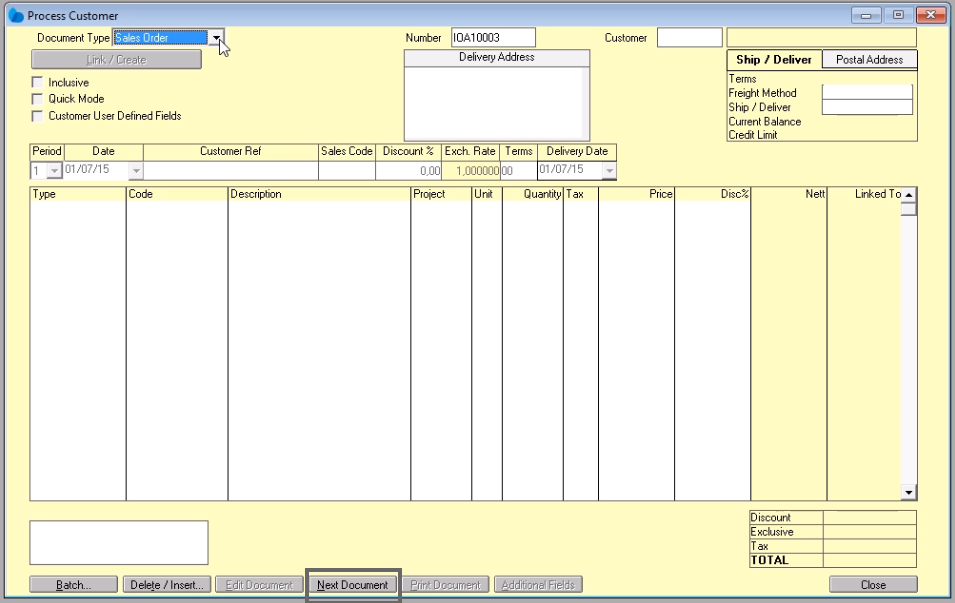 Process Customer
Document Type Sales Order Number IOA10003 Customer
Link / Create Delivery Address Ship / Deliver Postal Address
Inclusive
Quick Mode
Customer User Defined Fields
Terms
Freight Method
Ship / Deliver
Current Balance
Credit Limit
Period Date Customer Ref Sales Code Discount % Exch. Rate Terms Delivery Date
1 01/07/15 0,00 1,000000 00 01/07/15
Type Code Description Project Unit Quantity Tax Price Disc% Nett Linked To
Discount
Exclusive
Tax
TOTAL
Batch... Delete / Insert... Edit Document Next Document Print Document Additional Fields Close